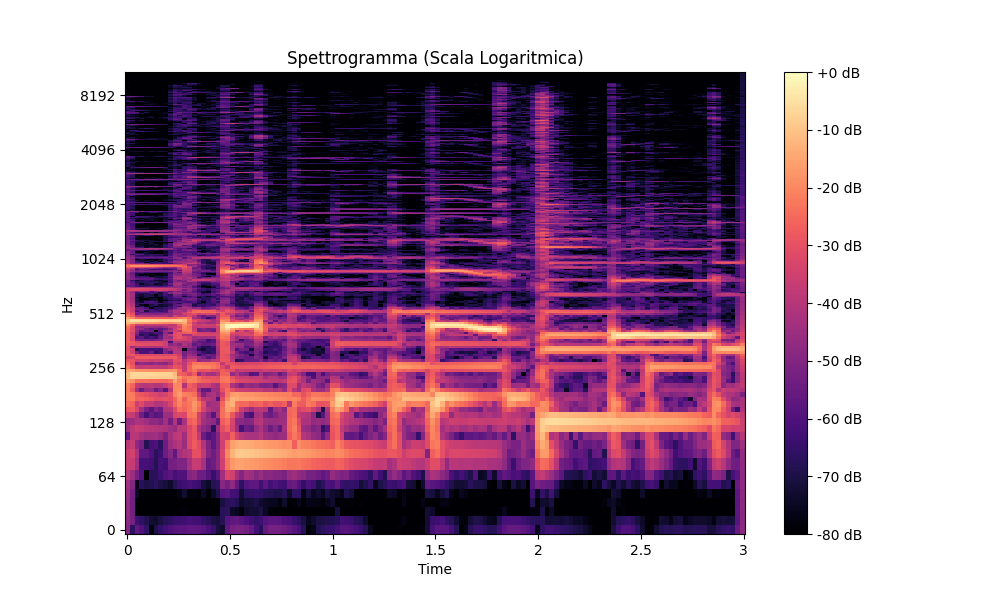 Spettrogramma (Scala Logaritmica)
Hz
8192
4096
2048
1024
512
256
128
64
0
0
0.5
1
1.5
2
2.5
3
Time
+0 dB
-10 dB
-20 dB
-30 dB
-40 dB
-50 dB
-60 dB
-70 dB
-80 dB